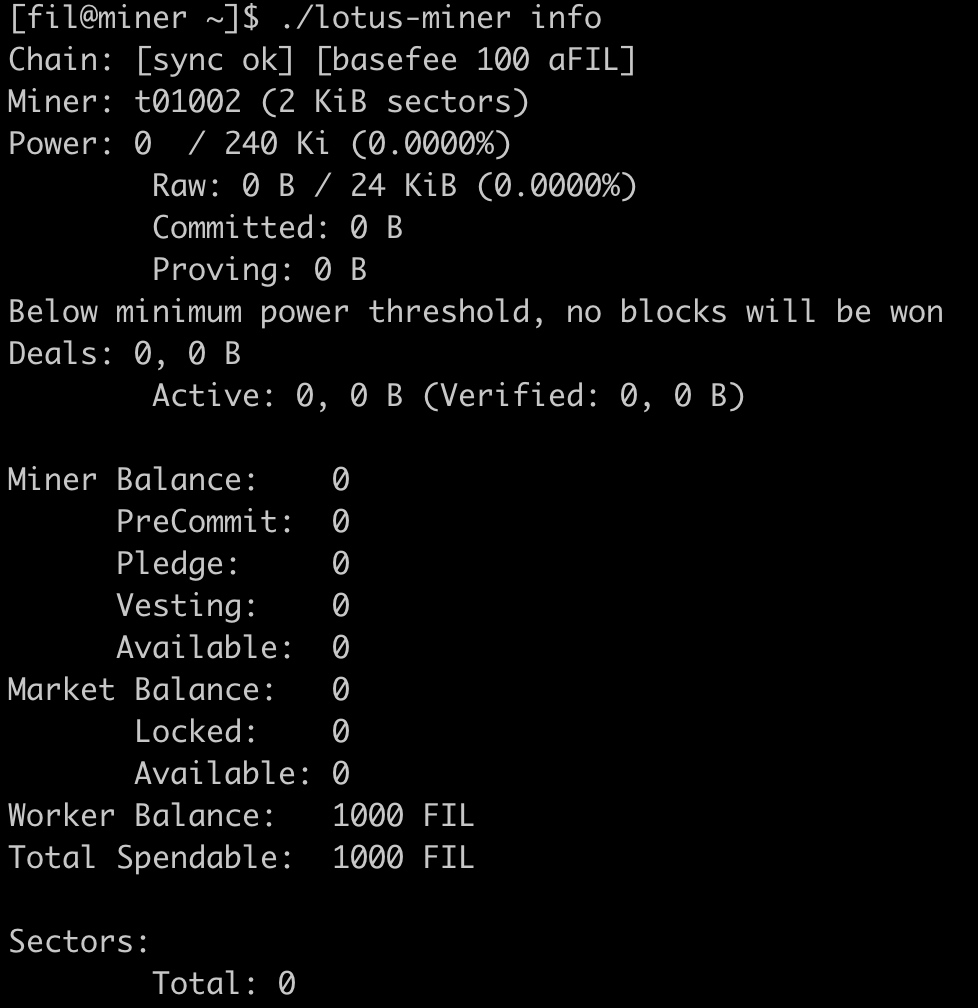 [fil@miner ~]$ ./lotus-miner info
Chain: [sync ok] [basefee 100 aFIL]
Miner: t01002 (2 KiB sectors)
Power: 0  / 240 Ki (0.0000%)
        Raw: 0 B / 24 KiB (0.0000%)
        Committed: 0 B
        Proving: 0 B
Below minimum power threshold, no blocks will be won
Deals: 0, 0 B
        Active: 0, 0 B (Verified: 0, 0 B)

Miner Balance:    0
      PreCommit:  0
      Pledge:     0
      Vesting:    0
      Available:  0
Market Balance:   0
       Locked:    0
       Available: 0
Worker Balance:   1000 FIL
Total Spendable:  1000 FIL

Sectors:
        Total: 0